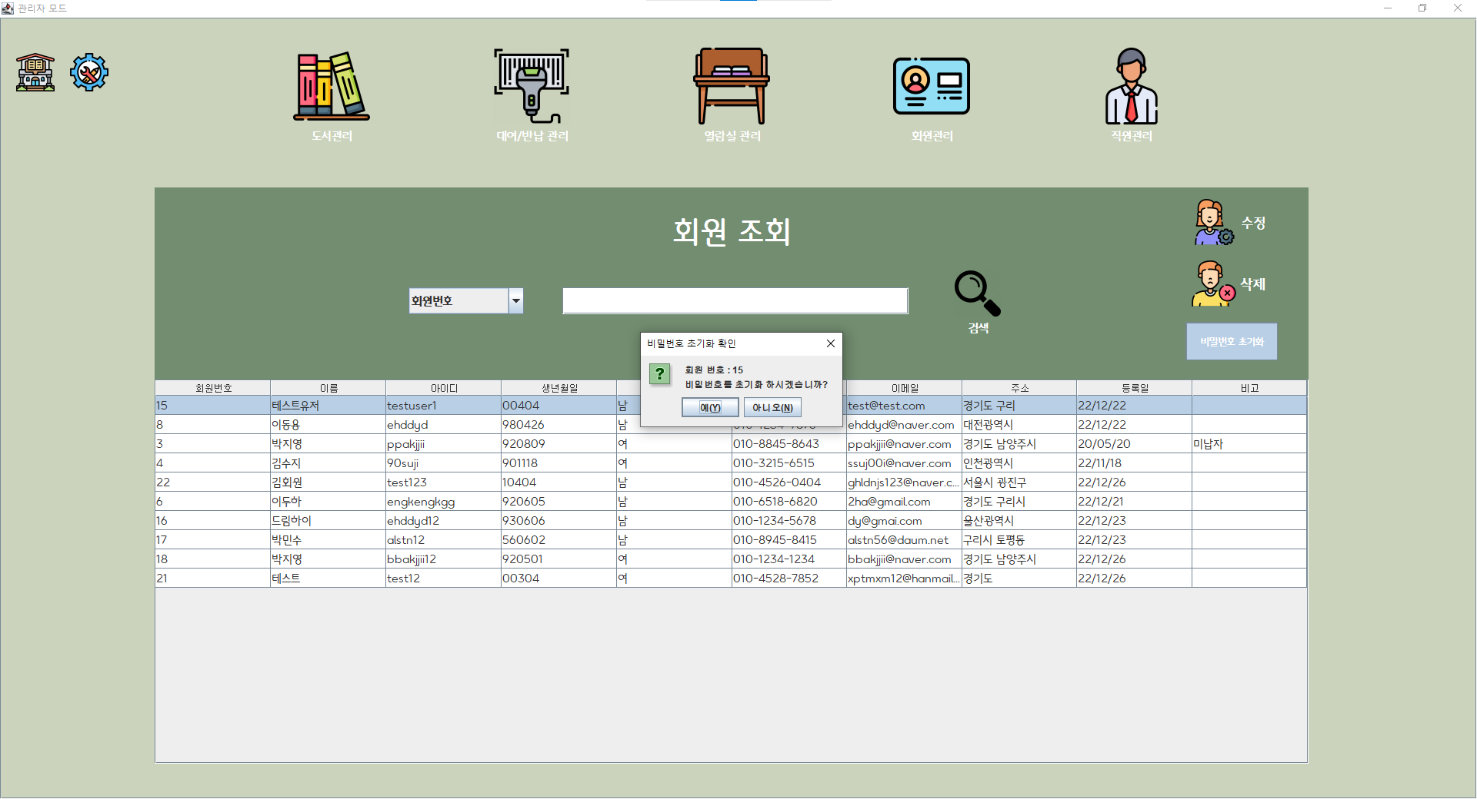 관리자 모드
도서관리 대여/반납 관리 열람실 관리 회원관리 직원관리
회원 조회
수정
삭제
회원번호
검색
비밀번호 초기화
비밀번호 초기화 확인
회원 번호 : 15
비밀번호를 초기화 하시겠습니까?
예(Y) 아니오(N)
회원번호 이름 아이디 생년월일 이메일 주소 등록일 비고
15 테스트유저 testuser1 00404 남 test@test.com 경기도 구리 22/12/22
8 이동용 ehddyd 980426 남 ehddyd@naver.com 대전광역시 22/12/22
3 박지영 ppakjjii 920809 여 010-8845-8643 ppakjjii@naver.com 경기도 남양주시 20/05/20 미납자
4 김수지 90suji 901118 여 010-3215-6515 ssuj00i@naver.com 인천광역시 22/11/18
22 김회원 test123 10404 남 010-4526-0404 ghldnjs123@naver.c... 서울시 광진구 22/12/26
6 이두하 engkengkgg 920605 남 010-6518-6820 2ha@gmail.com 경기도 구리시 22/12/21
16 드림하이 ehddyd12 930606 남 010-1234-5678 dy@gmai.com 울산광역시 22/12/23
17 박민수 alstn12 560602 남 010-8945-8415 alstn56@daum.net 구리시 토평동 22/12/23
18 박지영 bbakjjii12 920501 여 010-1234-1234 bbakjjii@naver.com 경기도 남양주시 22/12/26
21 테스트 test12 00304 여 010-4528-7852 xptmxm12@hanmail... 경기도 22/12/26